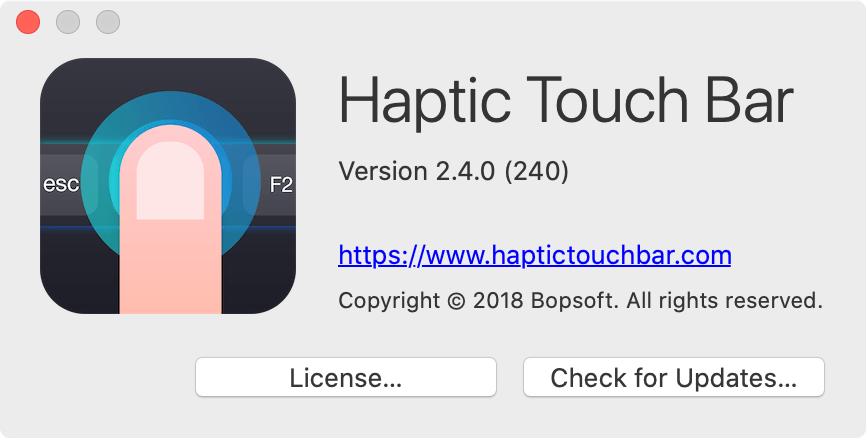 Haptic Touch Bar
Version 2.4.0 (240)
esc F2
https://www.haptictouchbar.com
Copyright © 2018 Bopsoft. All rights reserved.
License...
Check for Updates...